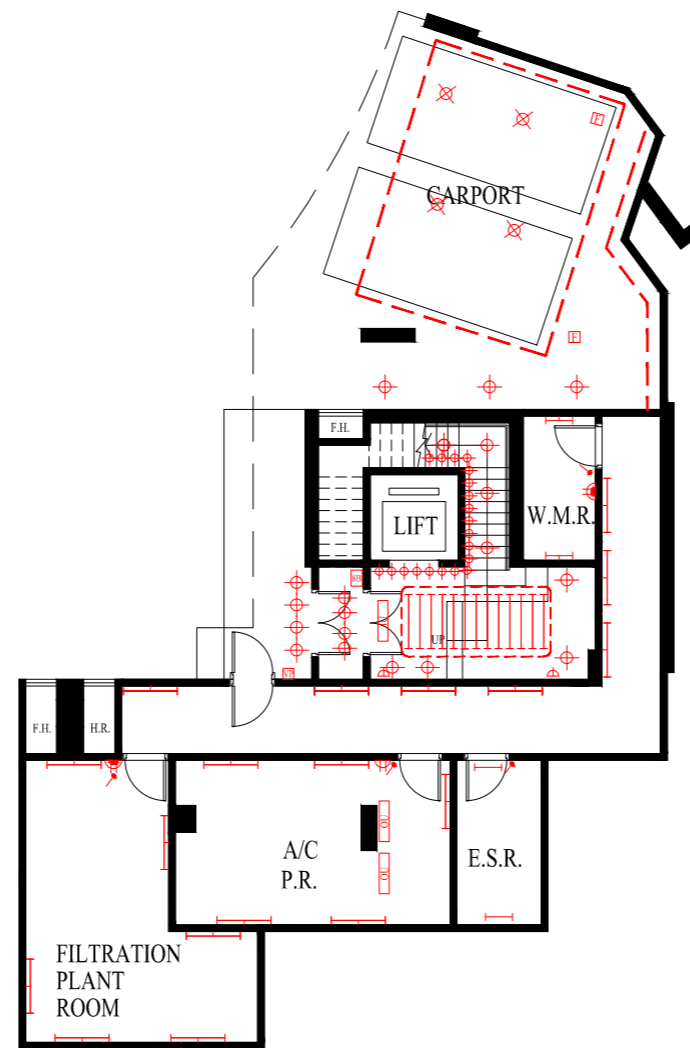 F
CARPORT
F
F.H.
LIFT
W.M.R.
UP
F.H.
H.R.
A/C
P.R.
E.S.R.
FILTRATION
PLANT
ROOM